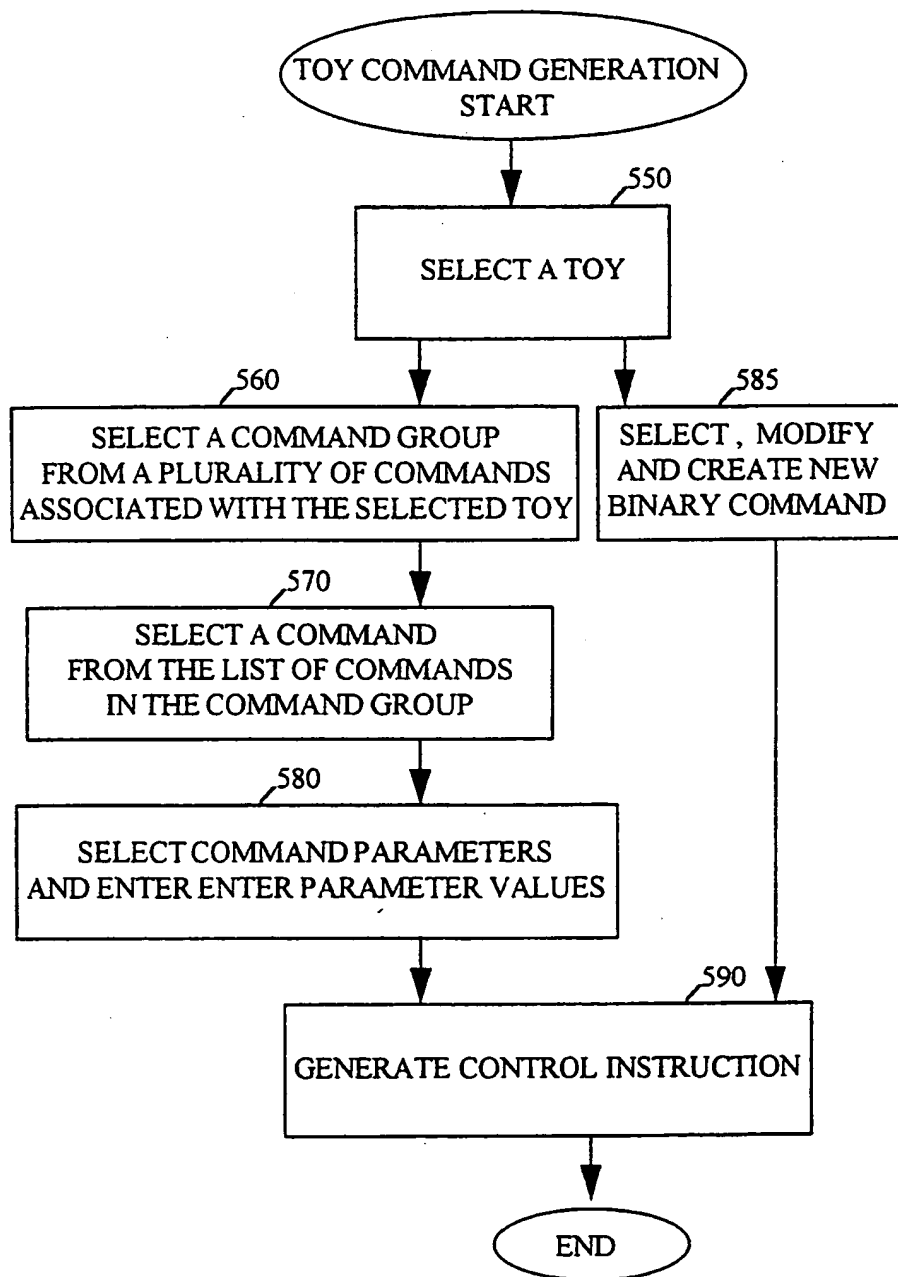 TOY COMMAND GENERATION
START
550
SELECT A TOY
560
SELECT A COMMAND GROUP
FROM A PLURALITY OF COMMANDS
ASSOCIATED WITH THE SELECTED TOY
585
SELECT , MODIFY
AND CREATE NEW
BINARY COMMAND
570
SELECT A COMMAND
FROM THE LIST OF COMMANDS
IN THE COMMAND GROUP
580
SELECT COMMAND PARAMETERS
AND ENTER ENTER PARAMETER VALUES
590
GENERATE CONTROL INSTRUCTION
END